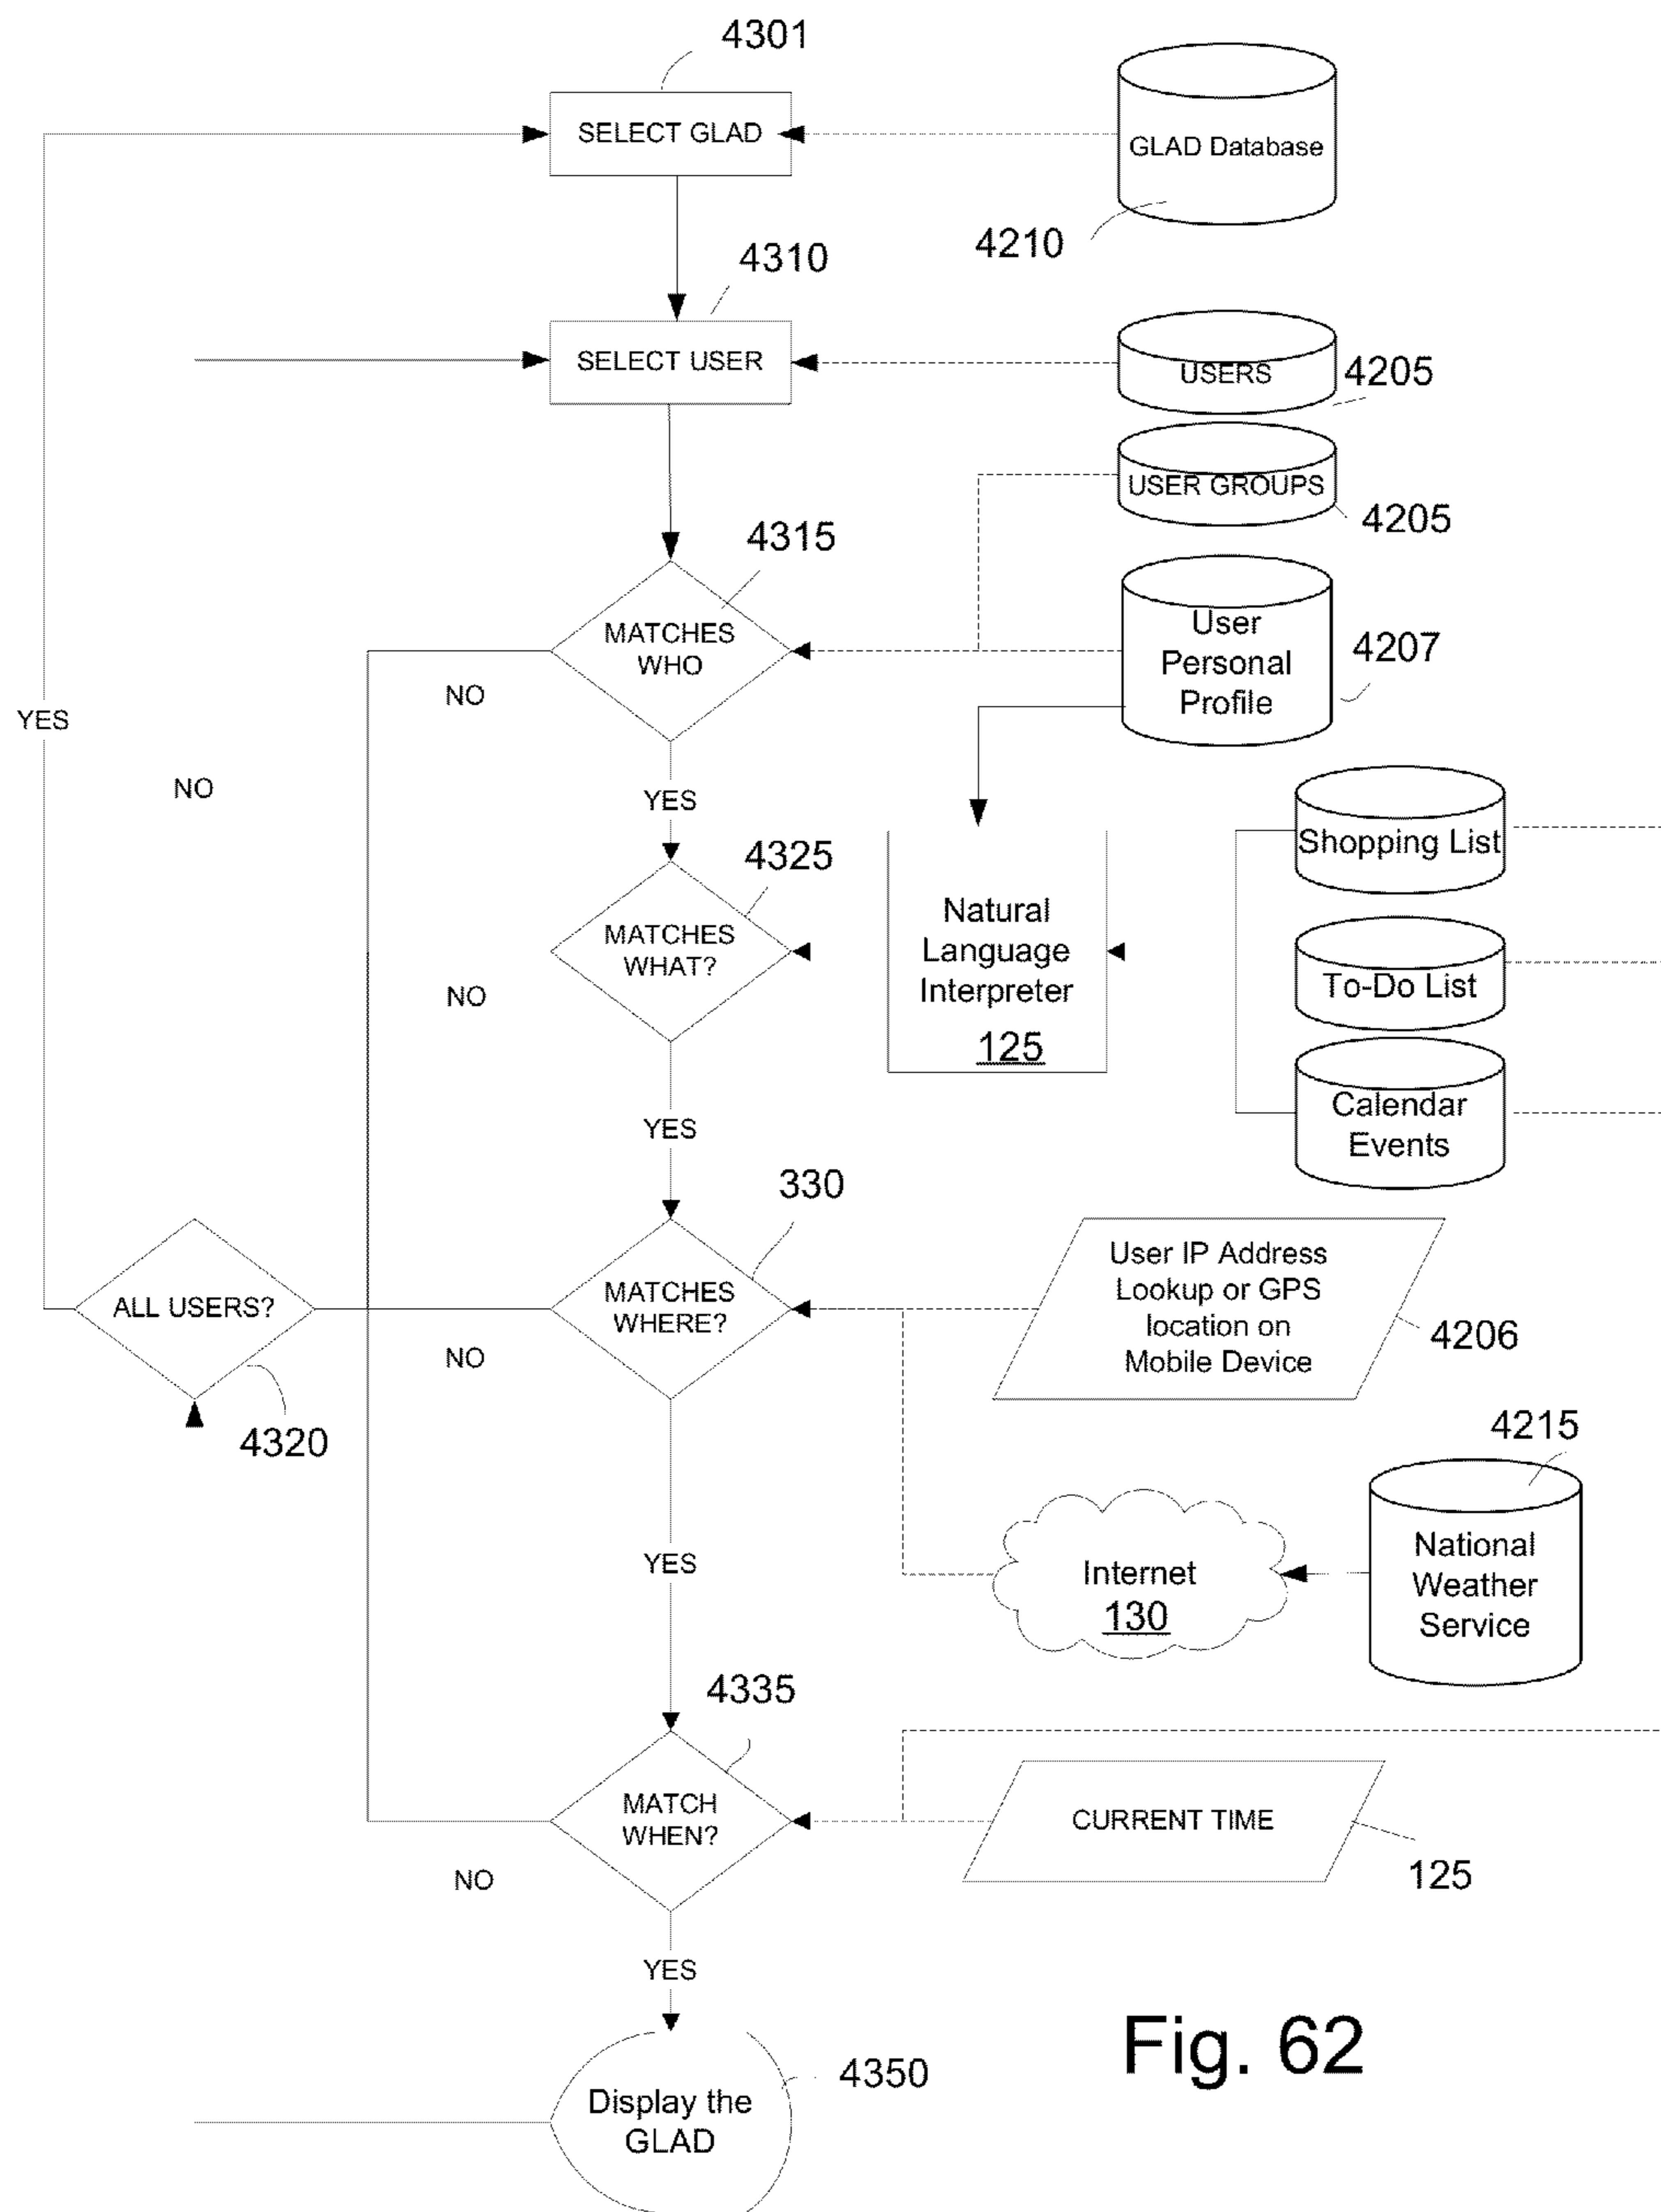 4301
SELECT GLAD
GLAD Database
4210
4310
SELECT USER
USERS
4205
USER GROUPS
4205
4315
MATCHES
WHO
User
Personal
Profile
4207
NO
YES
NO
YES
4325
MATCHES
WHAT?
NO
Natural
Language
Interpreter
125
Shopping List
To-Do List
Calendar
Events
YES
330
ALL USERS?
MATCHES
WHERE?
User IP Address
Lookup or GPS
location on
Mobile Device
4206
NO
4320
4215
YES
Internet
130
National
Weather
Service
4335
MATCH
WHEN?
CURRENT TIME
125
NO
YES
Display the
GLAD
4350
Fig. 62